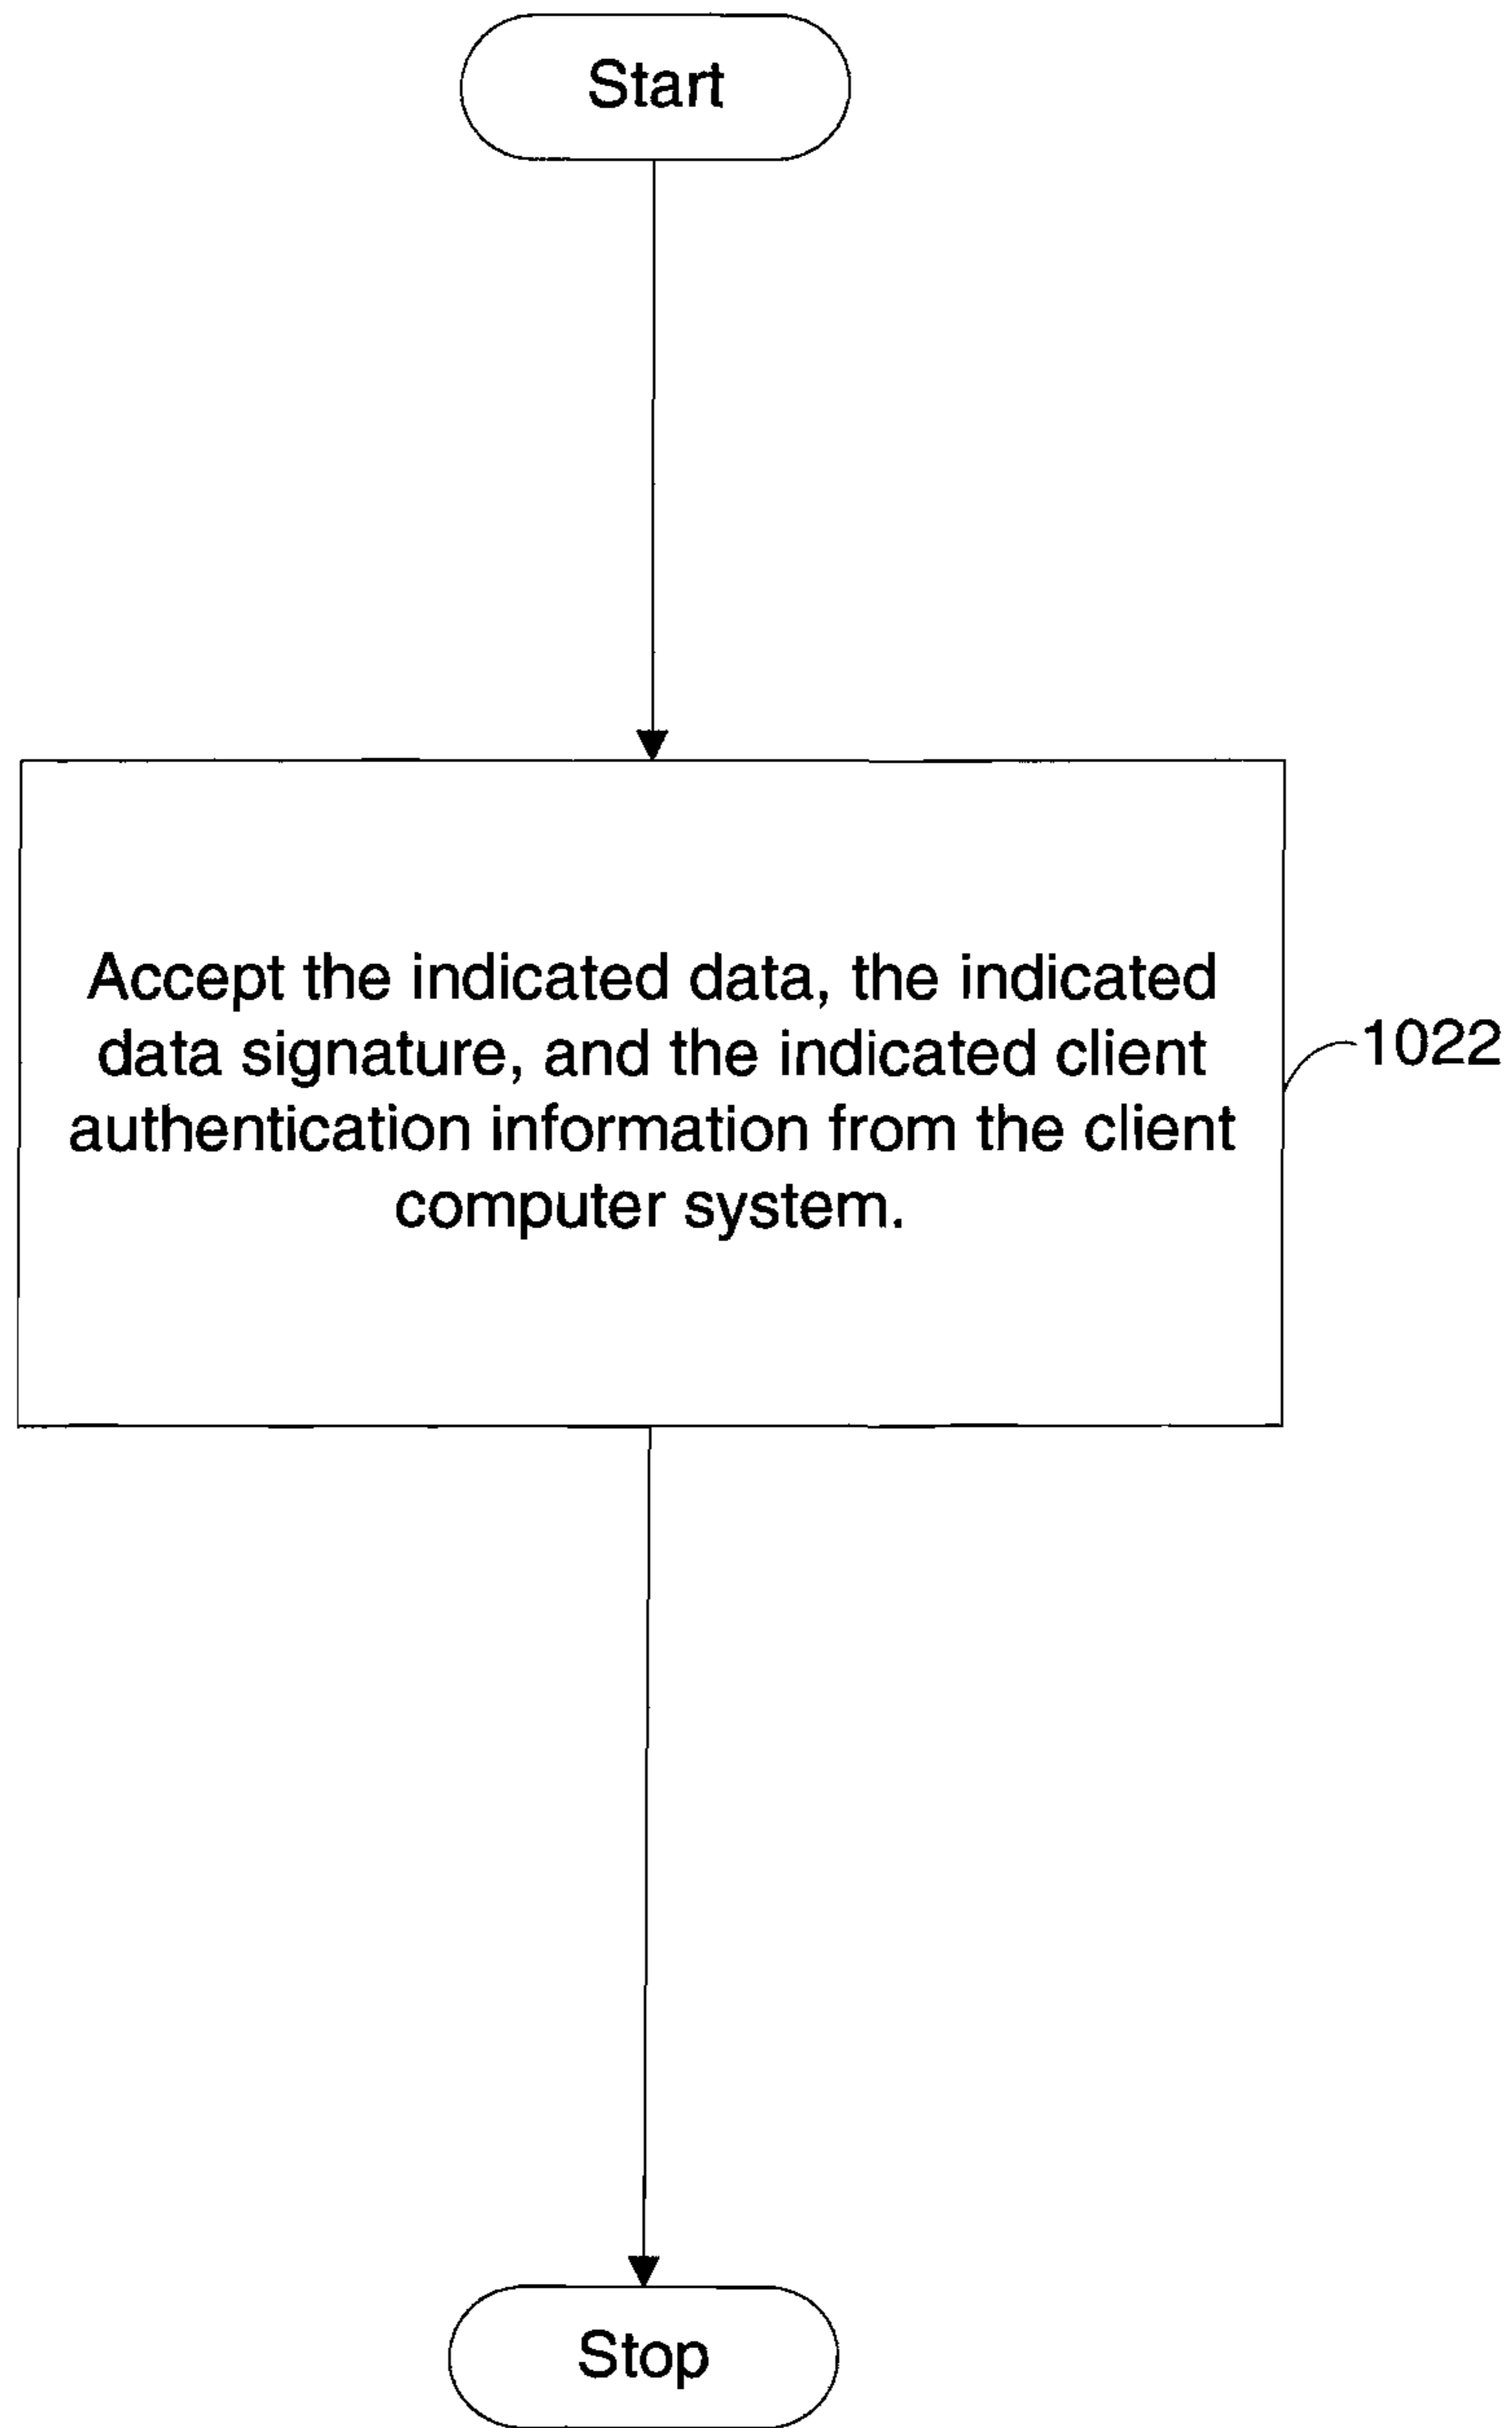 Start
Accept the indicated data, the indicated
data signature, and the indicated client
authentication information from the client
computer system.
1022
Stop